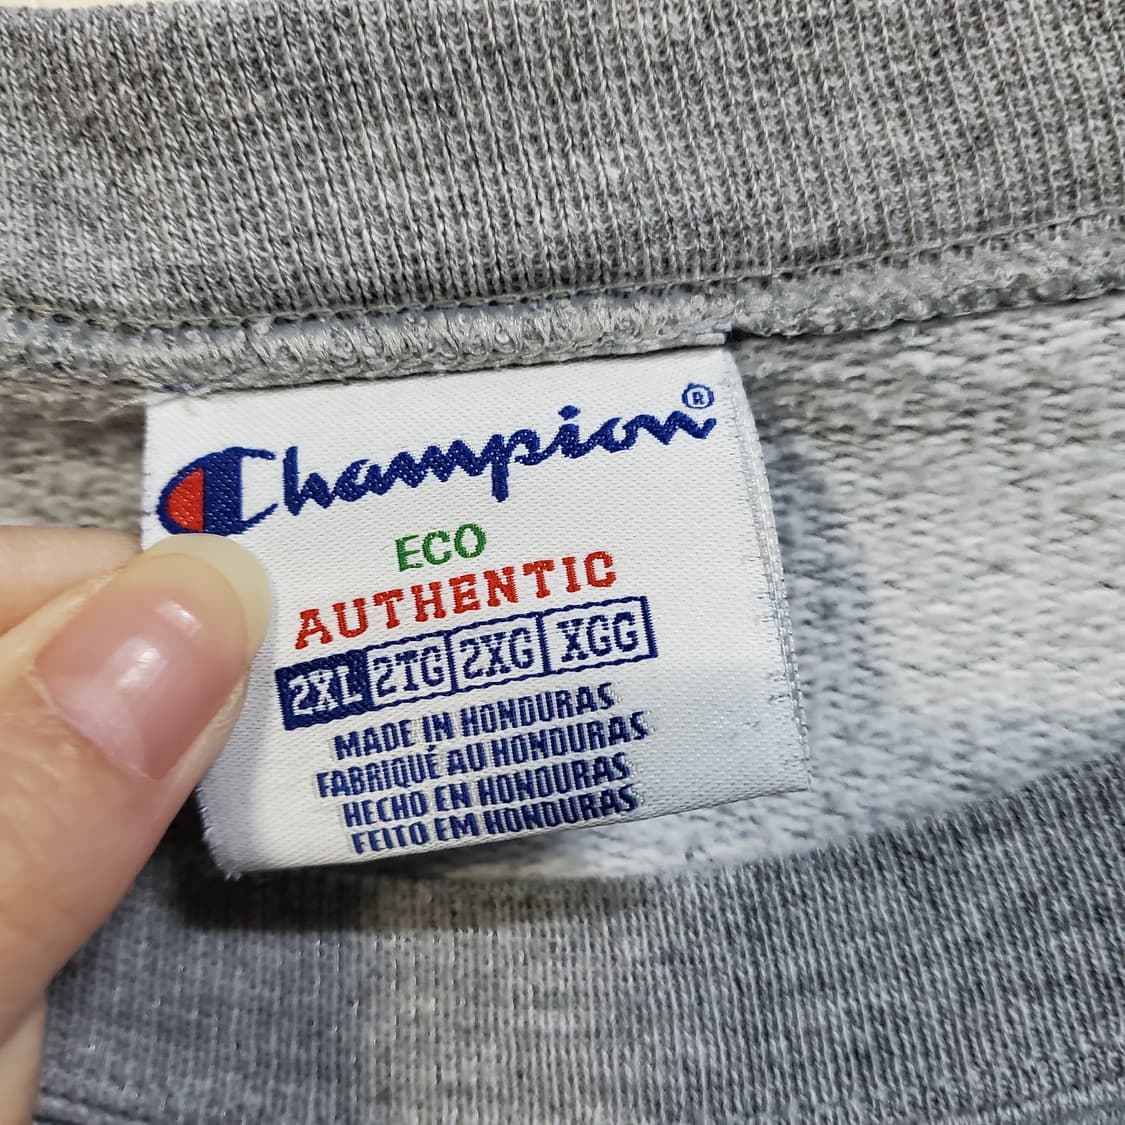 Champion®
ECO
AUTHENTIC
2XL 2TG 2XG XGG
MADE IN HONDURAS
FABRIQUÉ AU HONDURAS
HECHO EN HONDURAS
FEITO EM HONDURAS